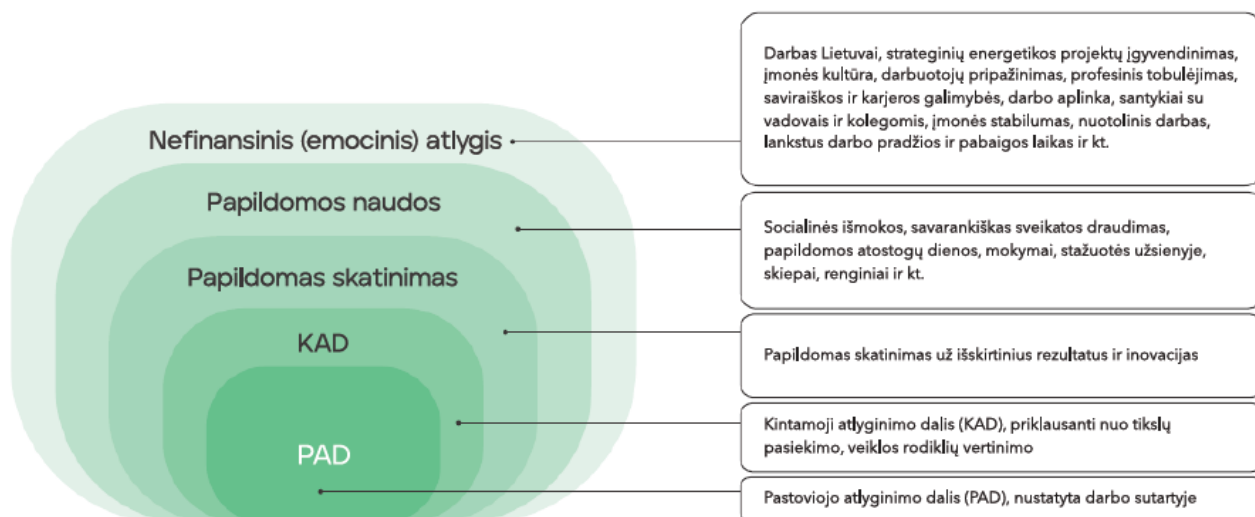 Darbas Lietuvai, strateginių energetikos projektų įgyvendinimas,
įmonės kultūra, darbuotojų pripažinimas, profesinis tobulėjimas,
saviraiškos ir karjeros galimybės, darbo aplinka, santykiai su
vadovais ir kolegomis, įmonės stabilumas, nuotolinis darbas,
lankstus darbo pradžios ir pabaigos laikas ir kt.
Nefinansinis (emocinis) atlygis
Papildomos naudos
Socialinės išmokos, savarankiškas sveikatos draudimas,
papildomos atostogų dienos, mokymai, stažuotės užsienyje,
skiepai, renginiai ir kt.
Papildomas skatinimas
Papildomas skatinimas už išskirtinius rezultatus ir inovacijas
KAD
Kintamoji atlyginimo dalis (KAD), priklausanti nuo tikslų
pasiekimo, veiklos rodiklių vertinimo
PAD
Pastoviojo atlyginimo dalis (PAD), nustatyta darbo sutartyje